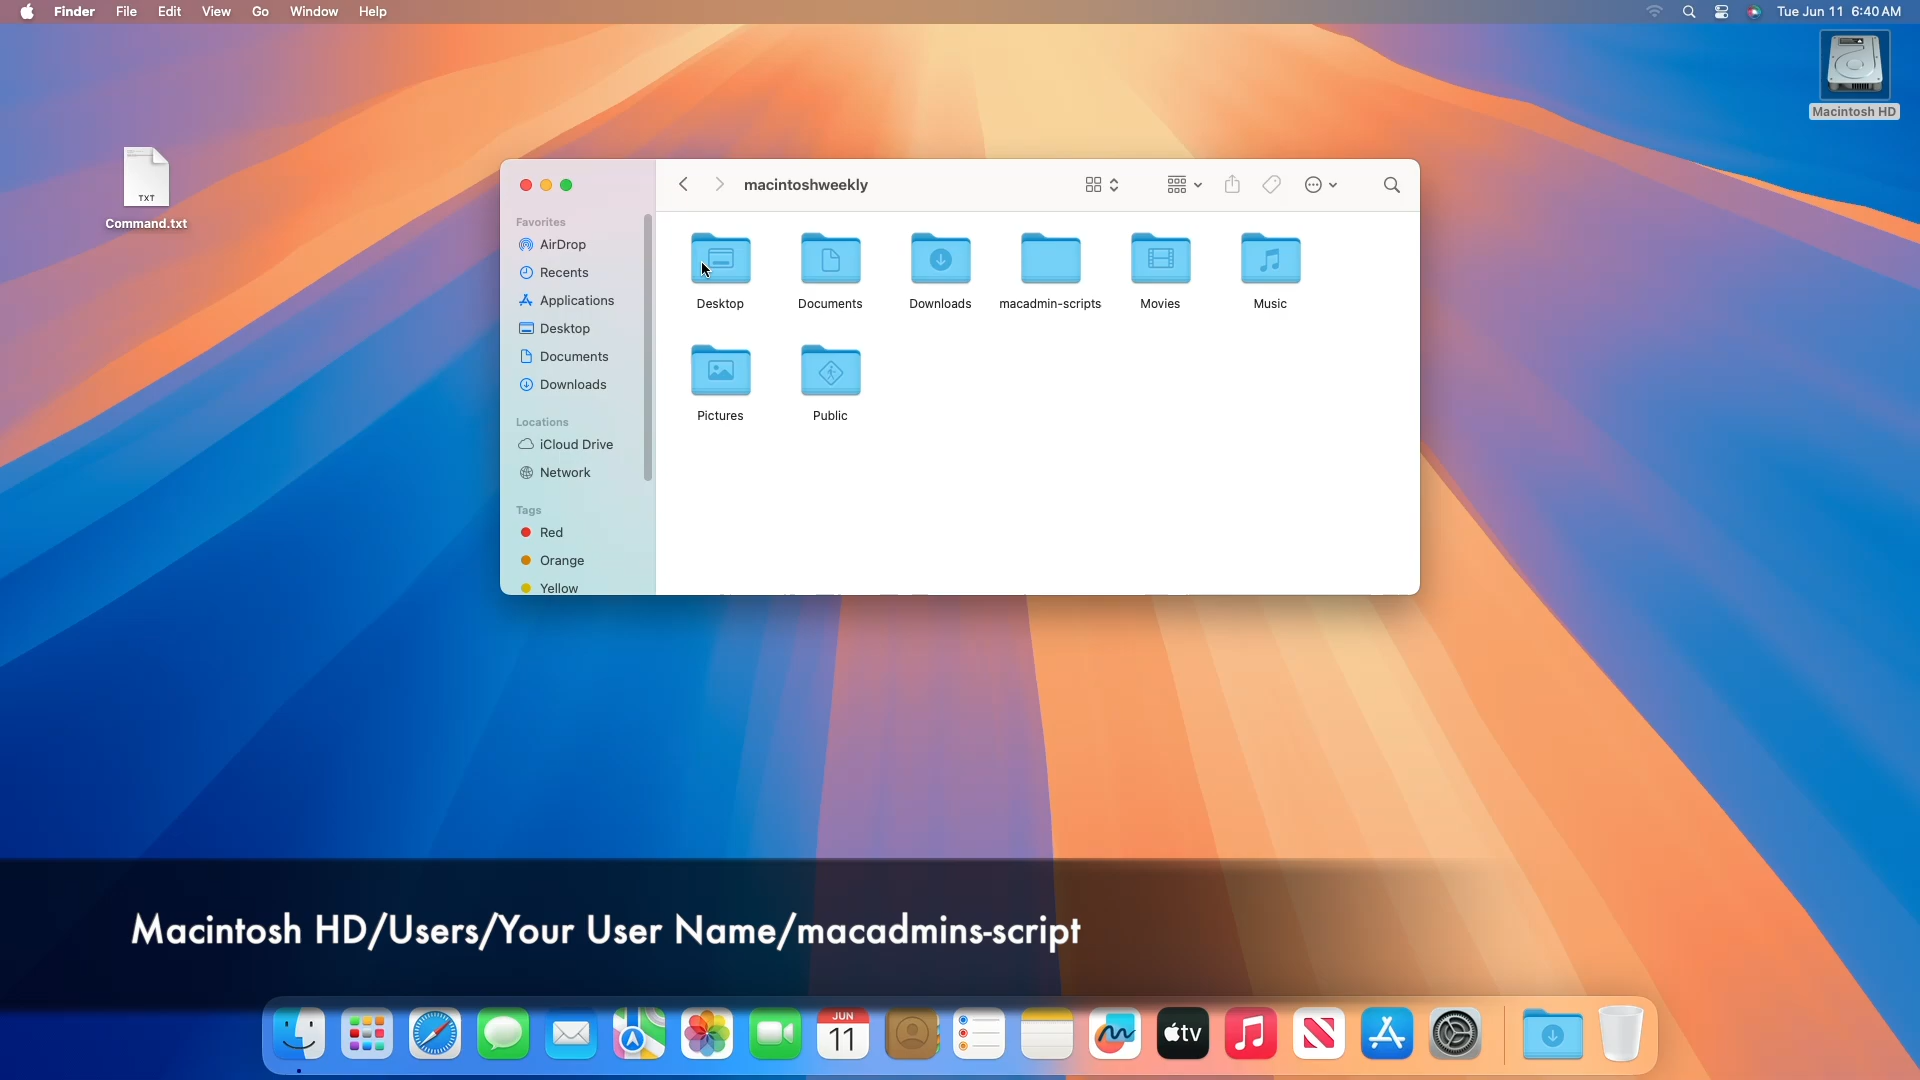 Finder File Edit View Go Window Help
Tue Jun 11 6:40 AM
Macintosh HD
TXT
Command.txt
macintoshweekly
Favorites
AirDrop
Recents
Applications
Desktop
Documents
Downloads
Locations
iCloud Drive
Network
Tags
Red
Orange
Yellow
Desktop Documents Downloads macadmin-scripts Movies Music
Pictures Public
Macintosh HD/Users/Your User Name/macadmins-script
JUN
11
tv